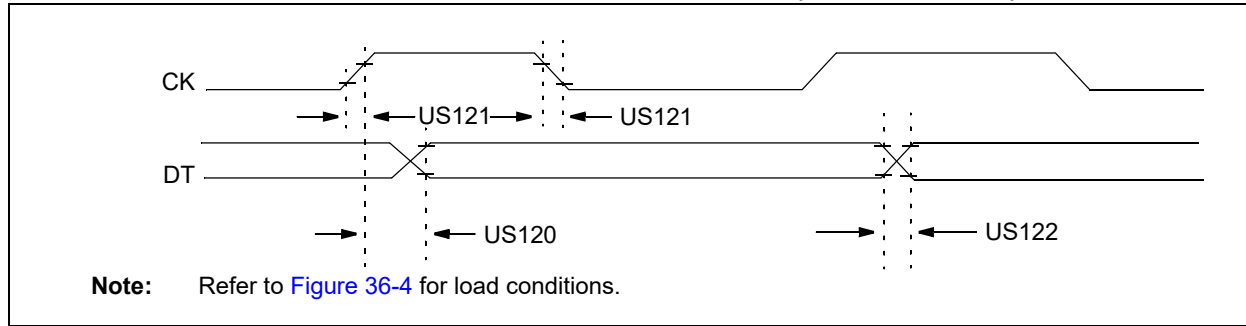 CK
US121 US121
DT
US120 US122
Note: Refer to Figure 36-4 for load conditions.